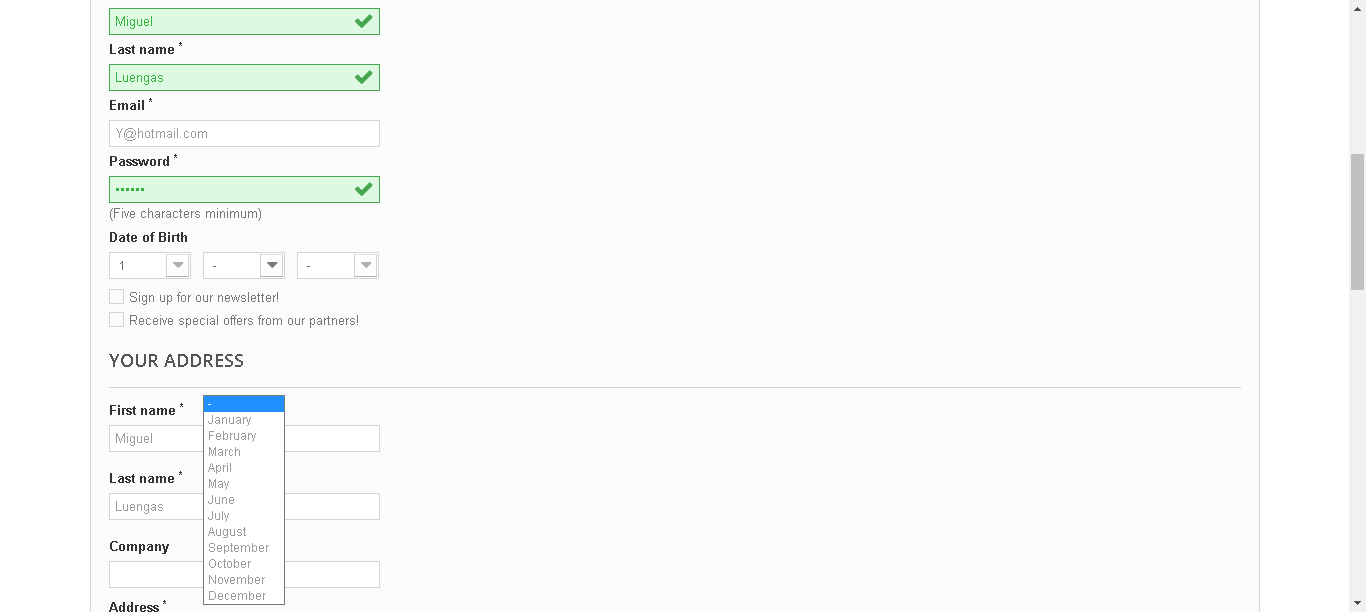 Miguel
Last name *
Luengas
Email *
Y@hotmail.com
Password *
••••••
(Five characters minimum)
Date of Birth
1 - -
Sign up for our newsletter!
Receive special offers from our partners!
YOUR ADDRESS
First name *
Miguel
Last name *
Luengas
Company
Address *
-
January
February
March
April
May
June
July
August
September
October
November
December